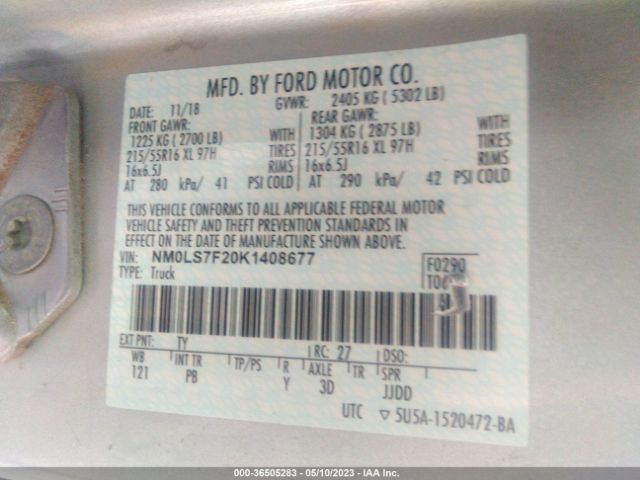 MFD. BY FORD MOTOR CO.
DATE: 11/18 GVWR: 2405 KG ( 5302 LB)
FRONT GAWR: REAR GAWR:
1225 KG ( 2700 LB) WITH 1304 KG ( 2875 LB) WITH
215/55R16 XL 97H TIRES 215/55R16 XL 97H TIRES
16x6.5J RIMS 16x6.5J RIMS
AT 280 kPa/ 41 PSI COLD AT 290 kPa/ 42 PSI COLD
THIS VEHICLE CONFORMS TO ALL APPLICABLE FEDERAL MOTOR
VEHICLE SAFETY AND THEFT PREVENTION STANDARDS IN
EFFECT ON THE DATE OF MANUFACTURE SHOWN ABOVE.
VIN: NM0LS7F20K1408677 F0290
TYPE: Truck
EXT PNT: TY RC: 27 DSO:
WB INT TR TP/PS R AXLE TR SPR
121 PB Y 3D JJDD
UTC ▽ 5U5A-1520472-BA
000-36505283 - 05/10/2023 - IAA Inc.